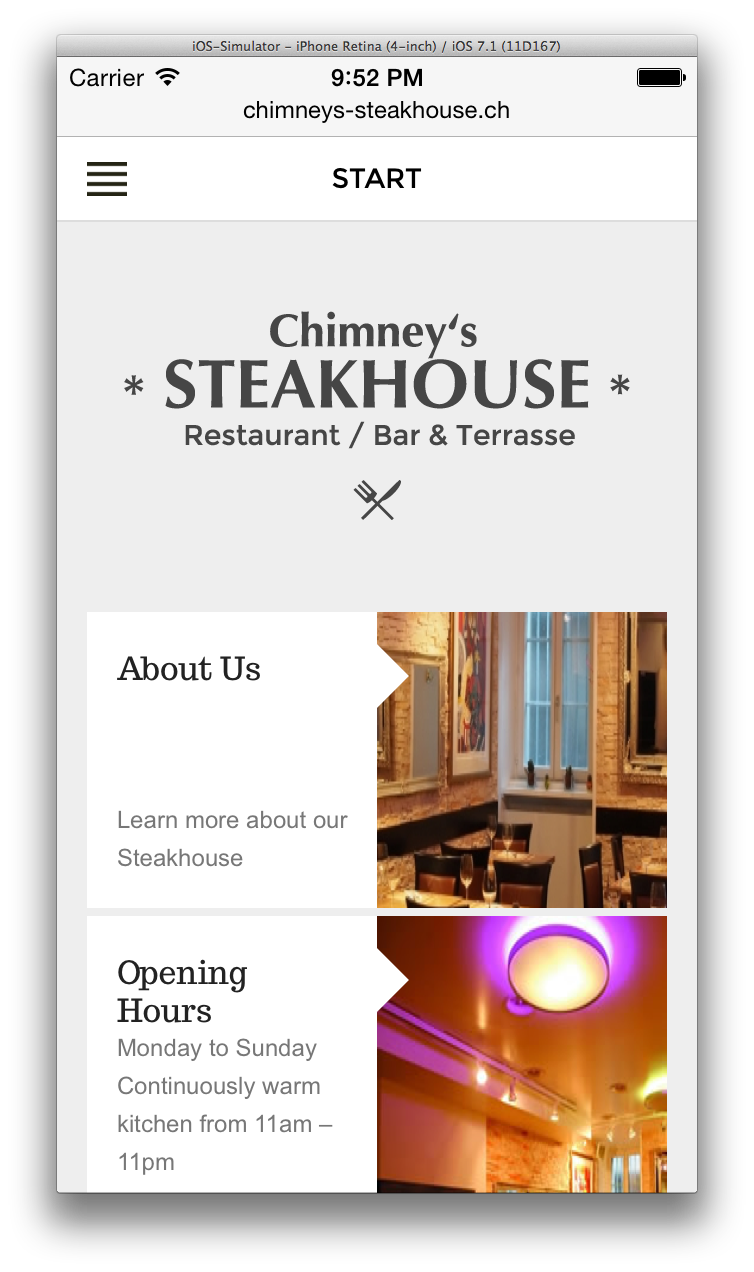 iOS-Simulator – iPhone Retina (4-inch) / iOS 7.1 (11D167)
Carrier 9:52 PM
chimneys-steakhouse.ch
START
Chimney‘s
* STEAKHOUSE *
Restaurant / Bar & Terrasse
About Us
Learn more about our
Steakhouse
Opening
Hours
Monday to Sunday
Continuously warm
kitchen from 11am –
11pm